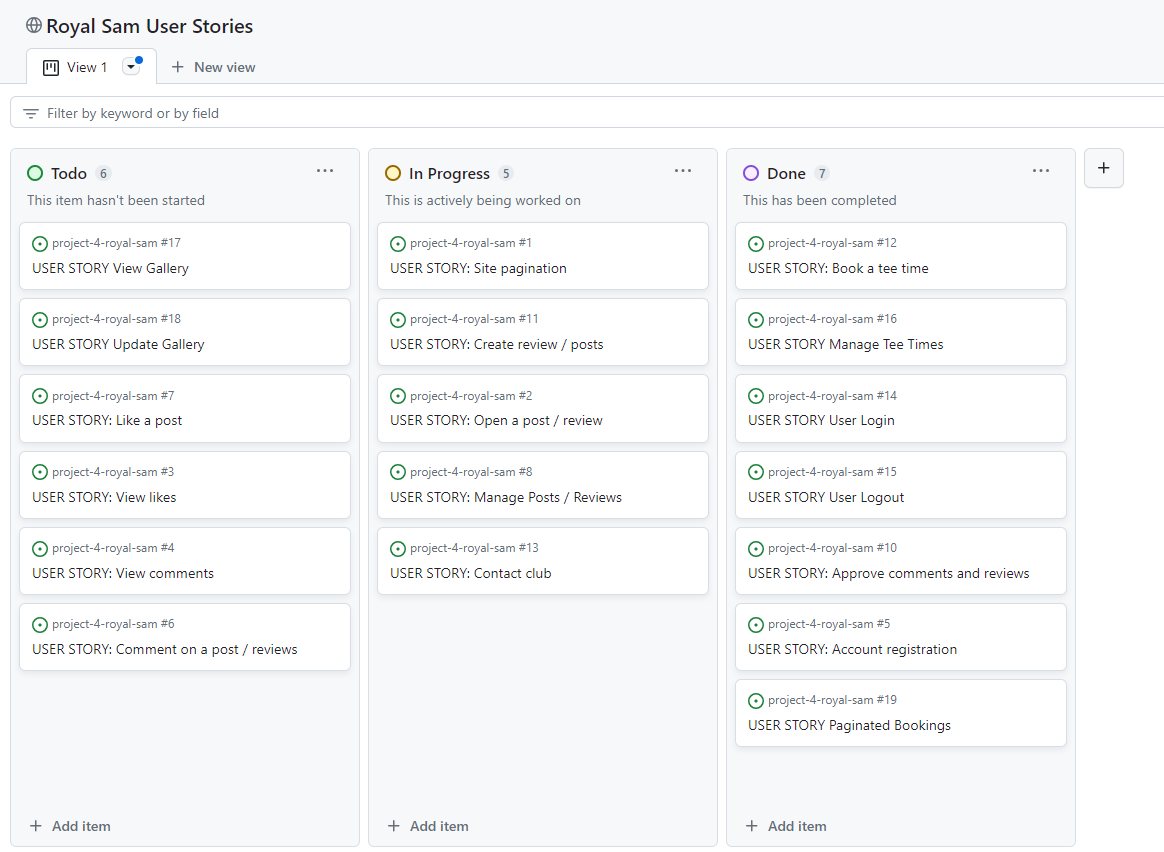 Royal Sam User Stories
View 1
New view
Filter by keyword or by field
Todo 6
This item hasn't been started
project-4-royal-sam #17
USER STORY View Gallery
project-4-royal-sam #18
USER STORY Update Gallery
project-4-royal-sam #7
USER STORY: Like a post
project-4-royal-sam #3
USER STORY: View likes
project-4-royal-sam #4
USER STORY: View comments
project-4-royal-sam #6
USER STORY: Comment on a post / reviews
Add item
In Progress 5
This is actively being worked on
project-4-royal-sam #1
USER STORY: Site pagination
project-4-royal-sam #11
USER STORY: Create review / posts
project-4-royal-sam #2
USER STORY: Open a post / review
project-4-royal-sam #8
USER STORY: Manage Posts / Reviews
project-4-royal-sam #13
USER STORY: Contact club
Add item
Done 7
This has been completed
project-4-royal-sam #12
USER STORY: Book a tee time
project-4-royal-sam #16
USER STORY Manage Tee Times
project-4-royal-sam #14
USER STORY User Login
project-4-royal-sam #15
USER STORY User Logout
project-4-royal-sam #10
USER STORY: Approve comments and reviews
project-4-royal-sam #5
USER STORY: Account registration
project-4-royal-sam #19
USER STORY Paginated Bookings
Add item